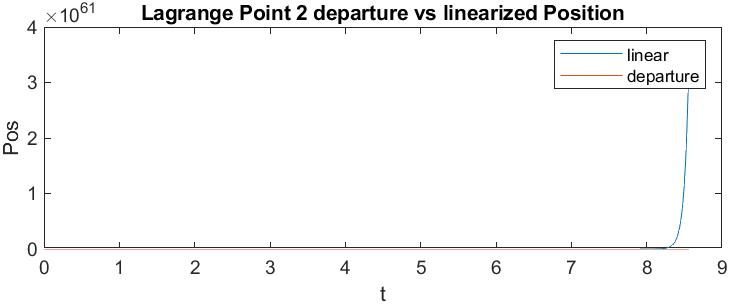 Lagrange Point 2 departure vs linearized Position
×10^61
4
3
2
1
0
Pos
linear
departure
0 1 2 3 4 5 6 7 8 9
t